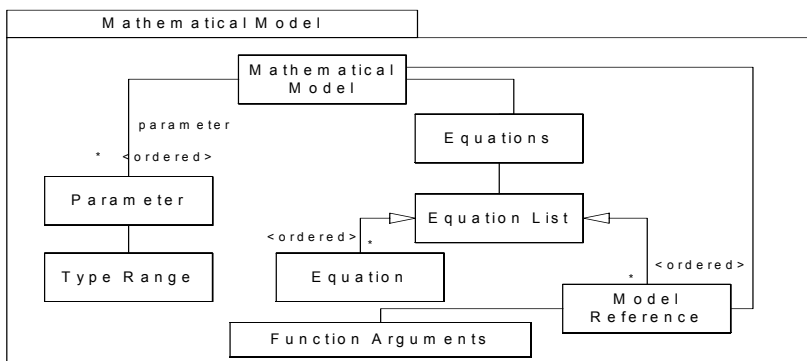 Mathematical Model
Mathematical
Model
parameter
* <ordered>
Equations
Parameter
Equation List
Type Range
<ordered>
*
Equation
<ordered>
*
Model
Reference
Function Arguments